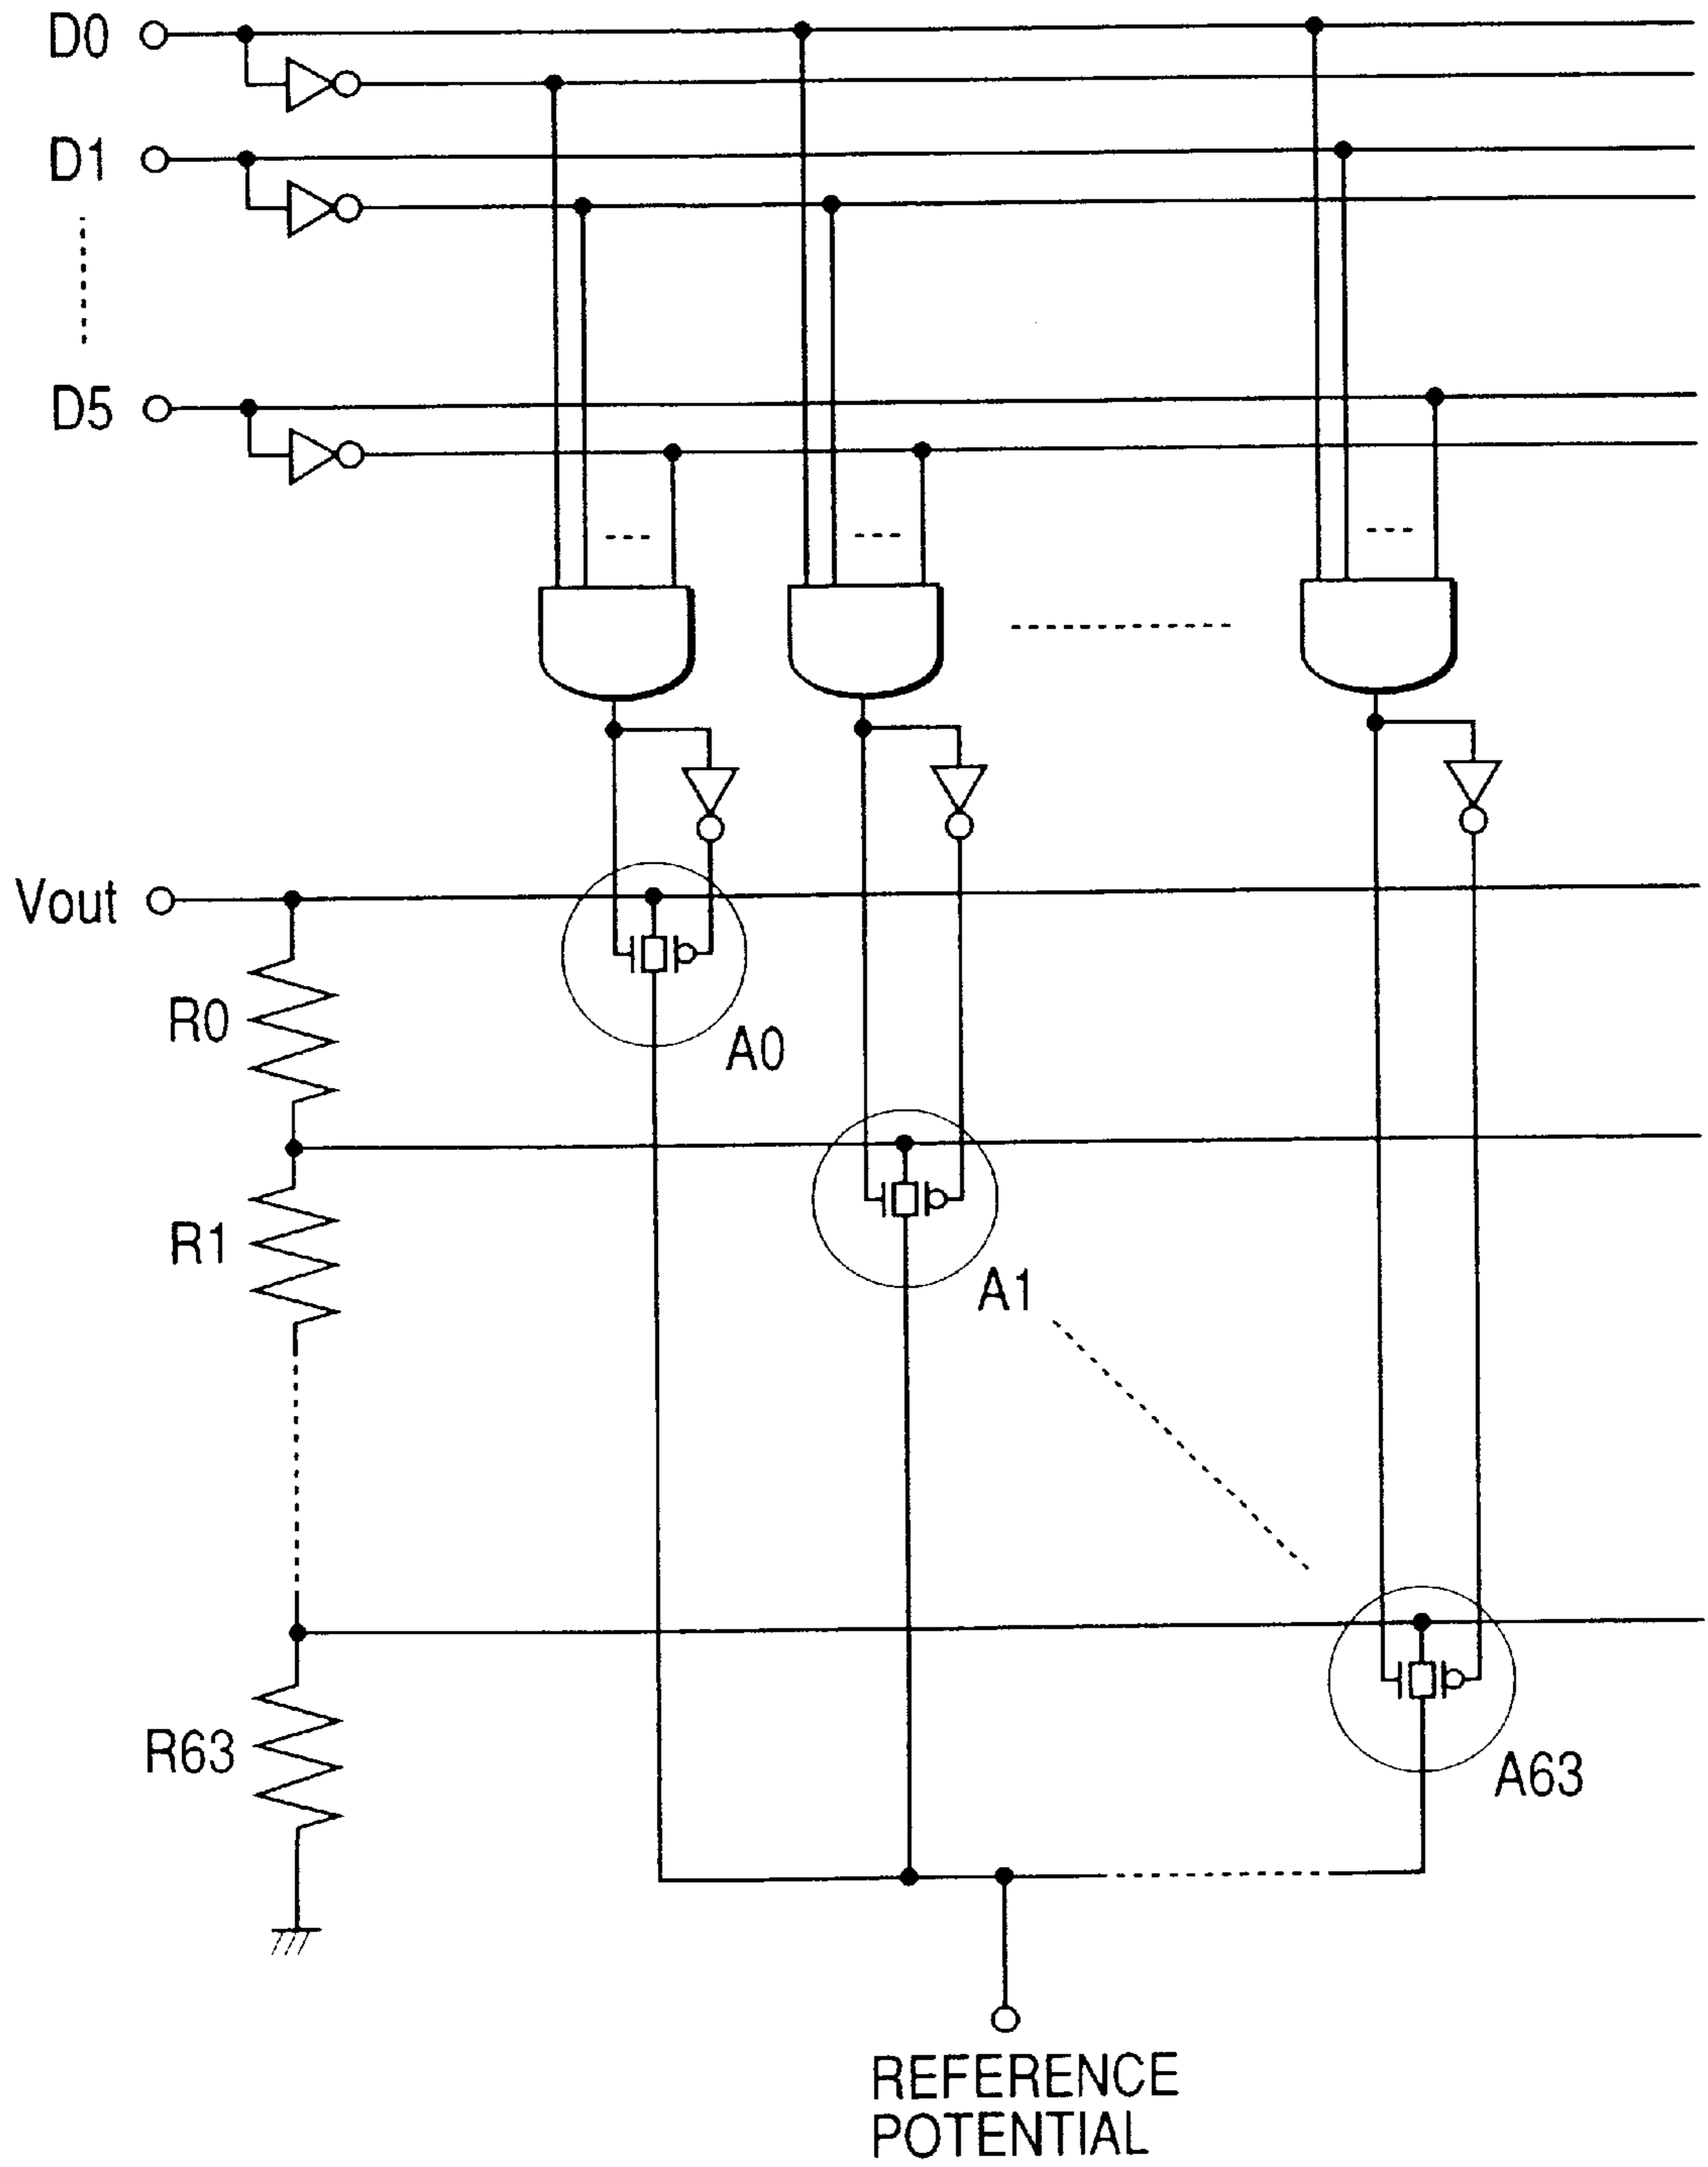 D0
D1
D5
Vout
R0
A0
R1
A1
R63
A63
REFERENCE
POTENTIAL